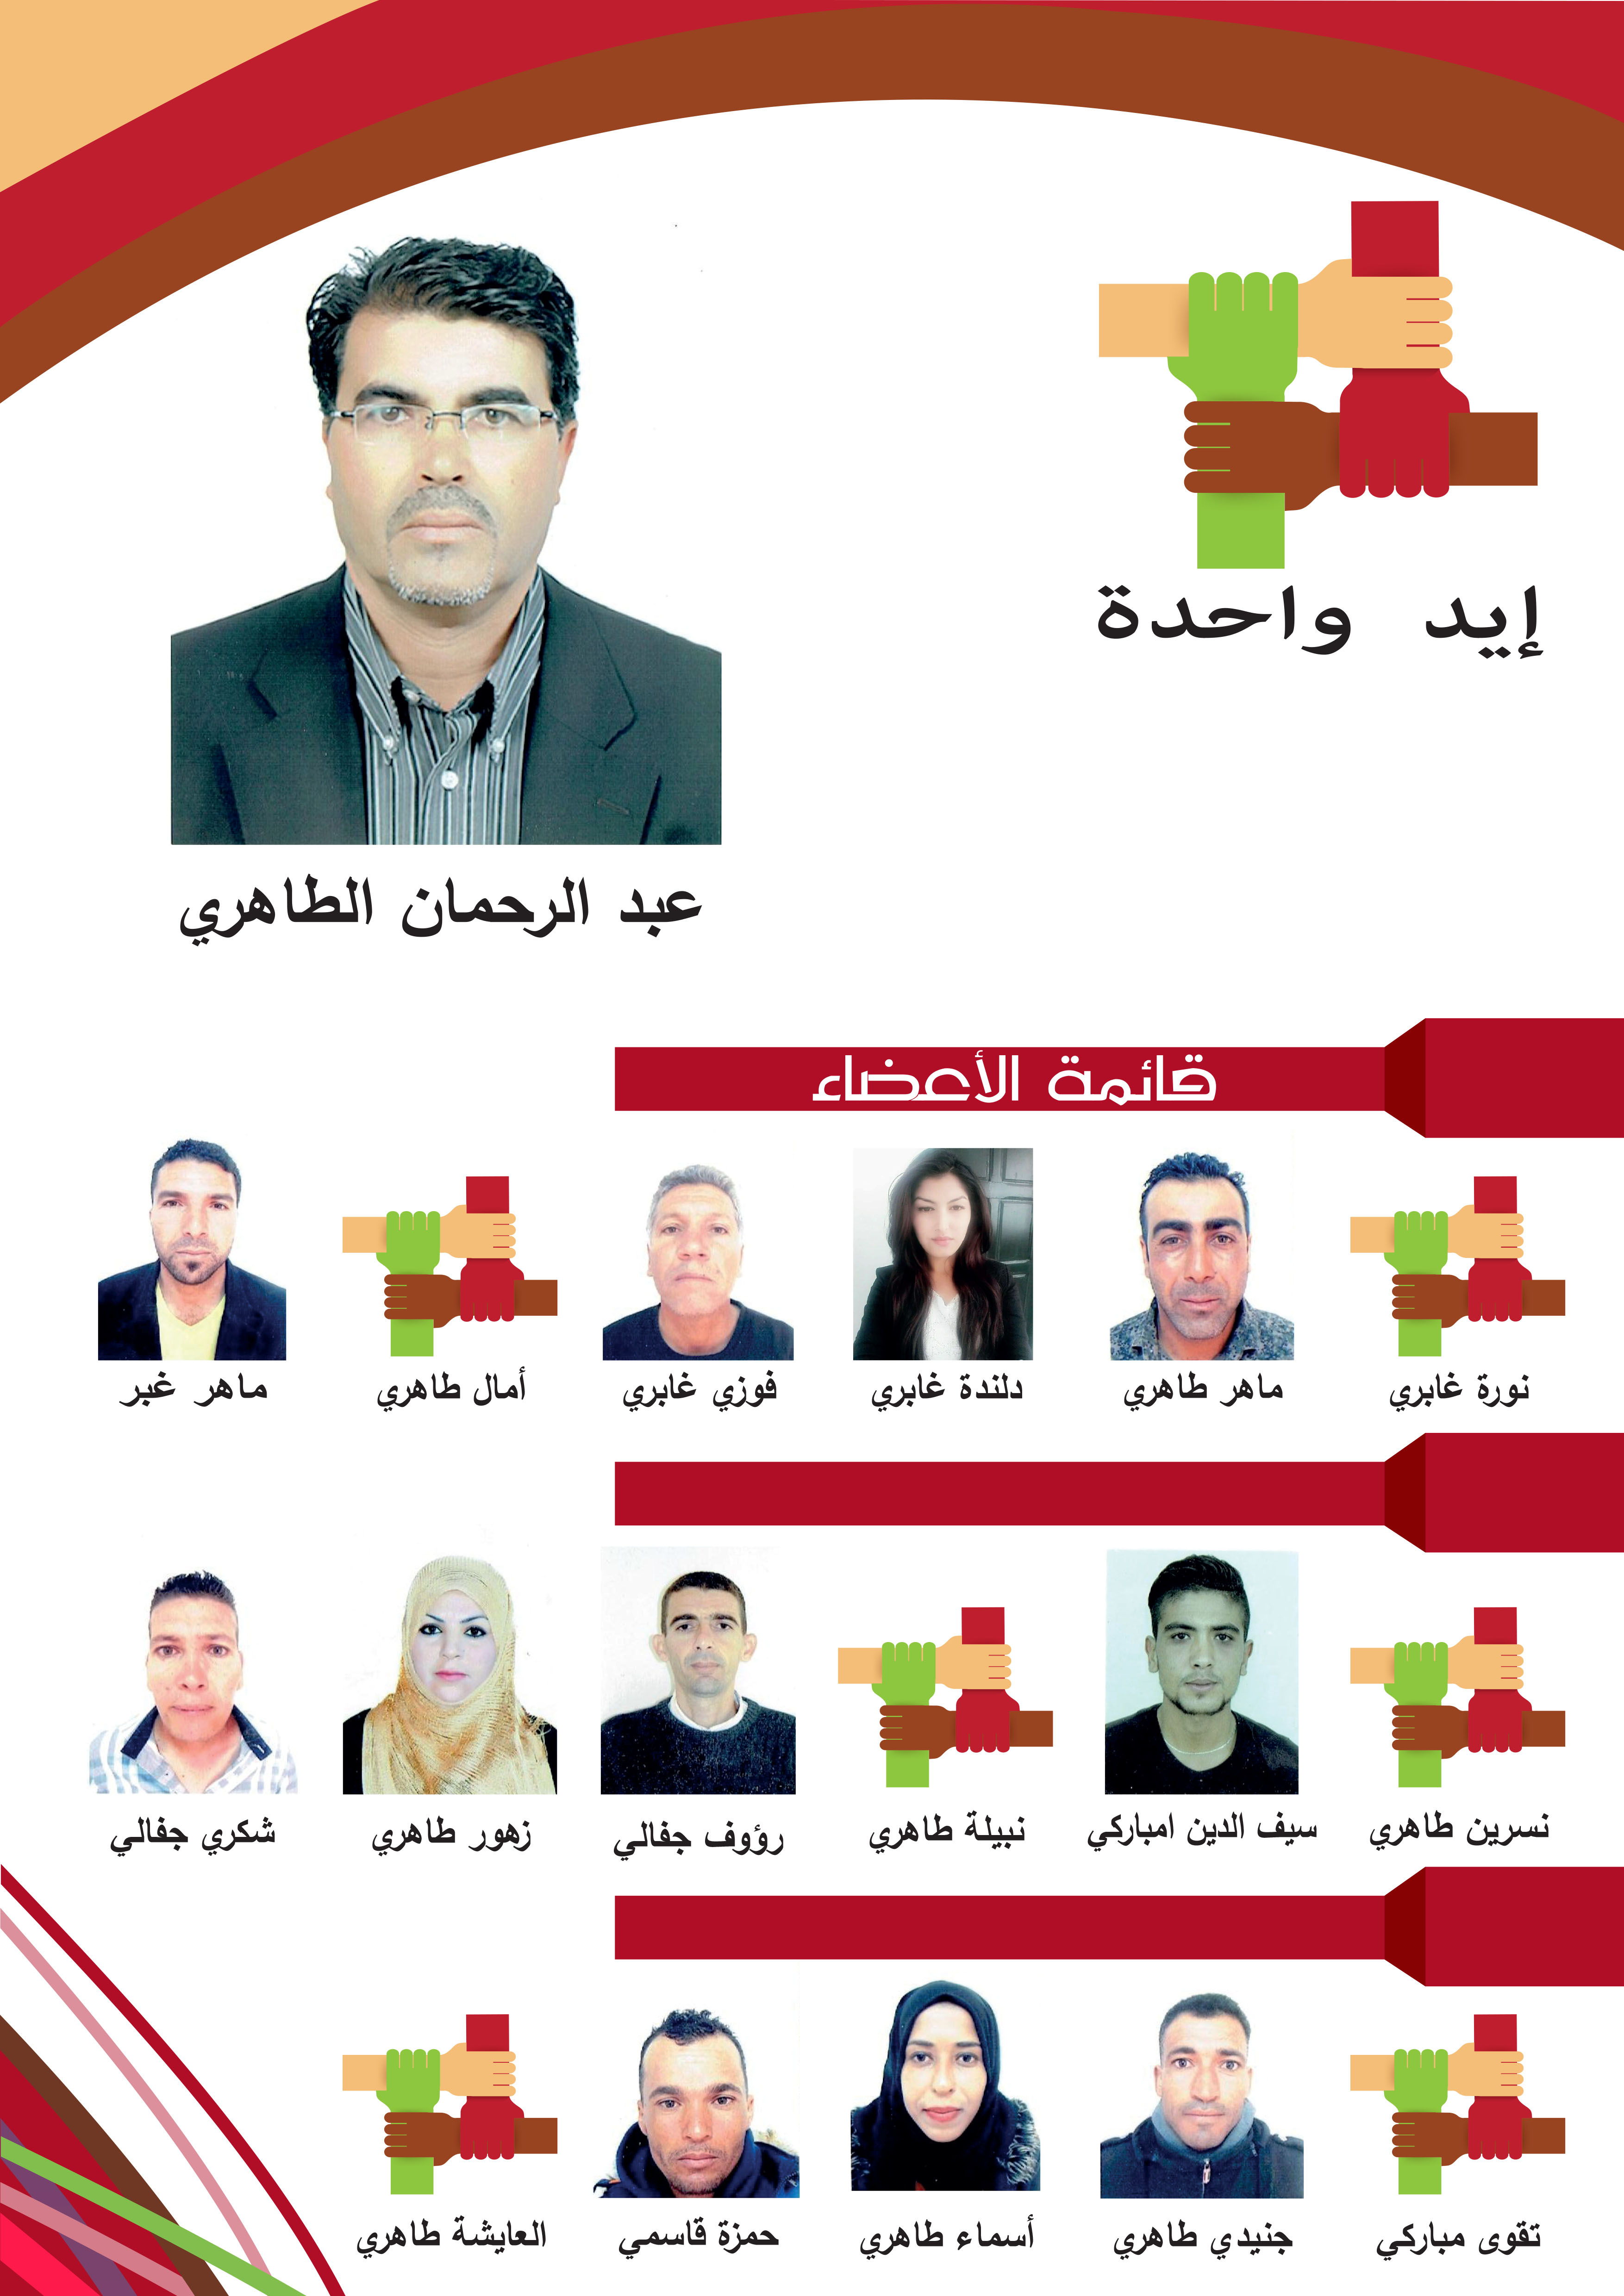 إيد واحدة
عبد الرحمان الطاهري
قائمة الأعضاء
نورة غابري
ماهر طاهري
دلندة غابري
فوزي غابري
أمال طاهري
ماهر غبر
نسرين طاهري
سيف الدين امباركي
نبيلة طاهري
رؤوف جفالي
زهور طاهري
شكري جفالي
تقوى مباركي
جنيدي طاهري
أسماء طاهري
حمزة قاسمي
العايشة طاهري